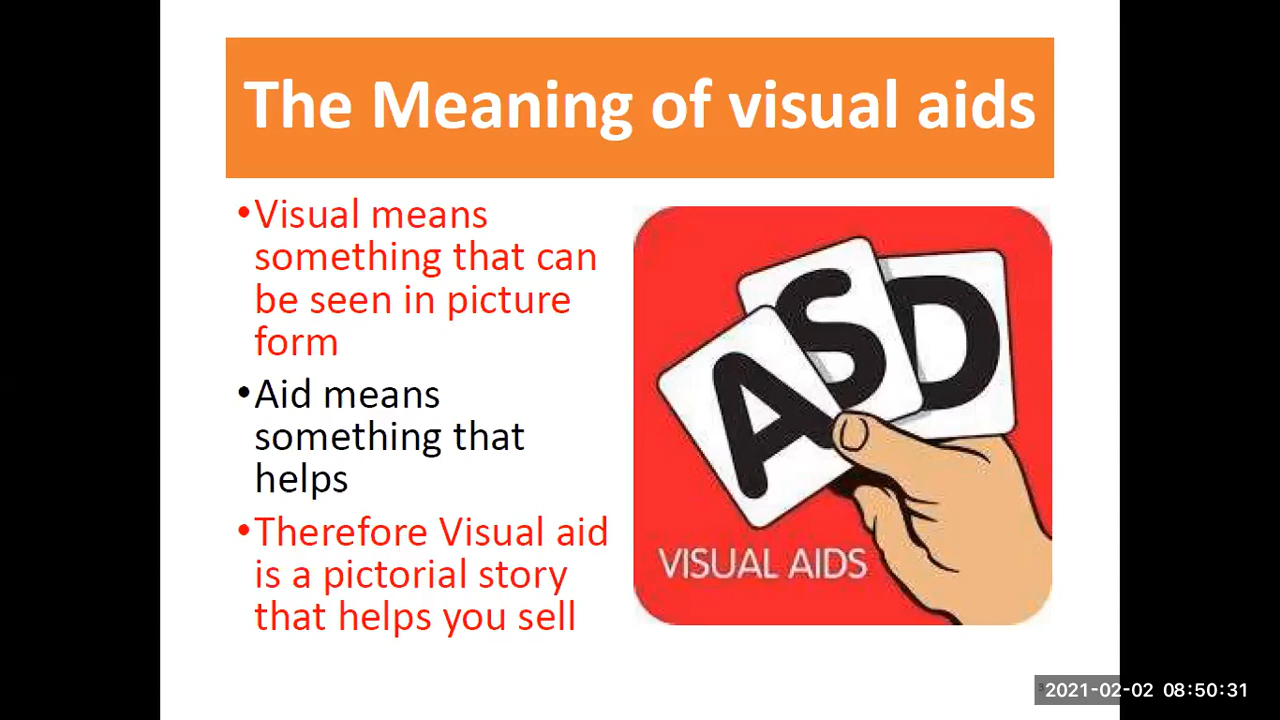 The Meaning of visual aids
•Visual means
something that can
be seen in picture
form
•Aid means
something that
helps
•Therefore Visual aid
is a pictorial story
that helps you sell
A S D
VISUAL AIDS
2021-02-02 08:50:31